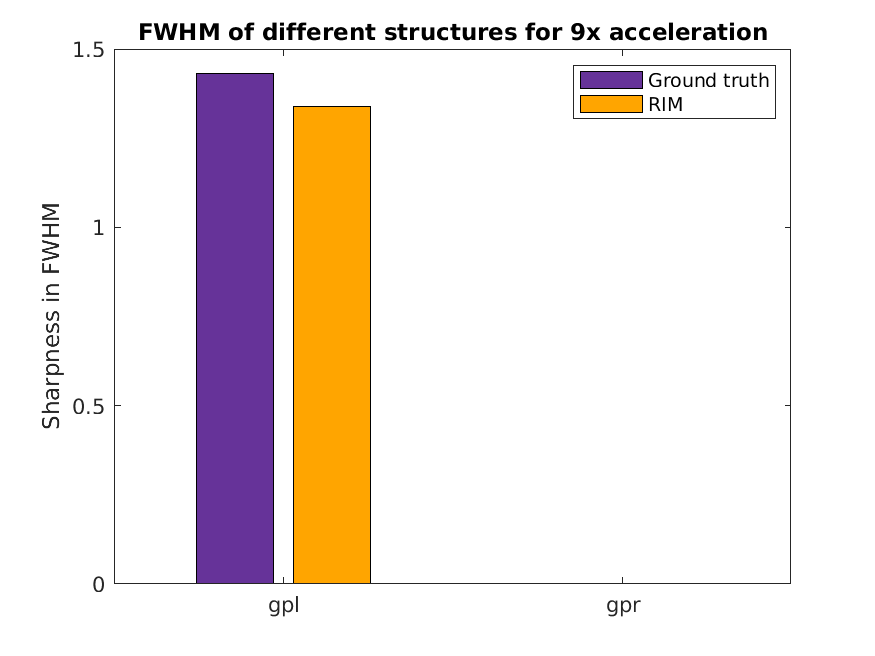 FWHM of different structures for 9x acceleration
Ground truth
RIM
Sharpness in FWHM
1.5
1
0.5
0
gpl
gpr